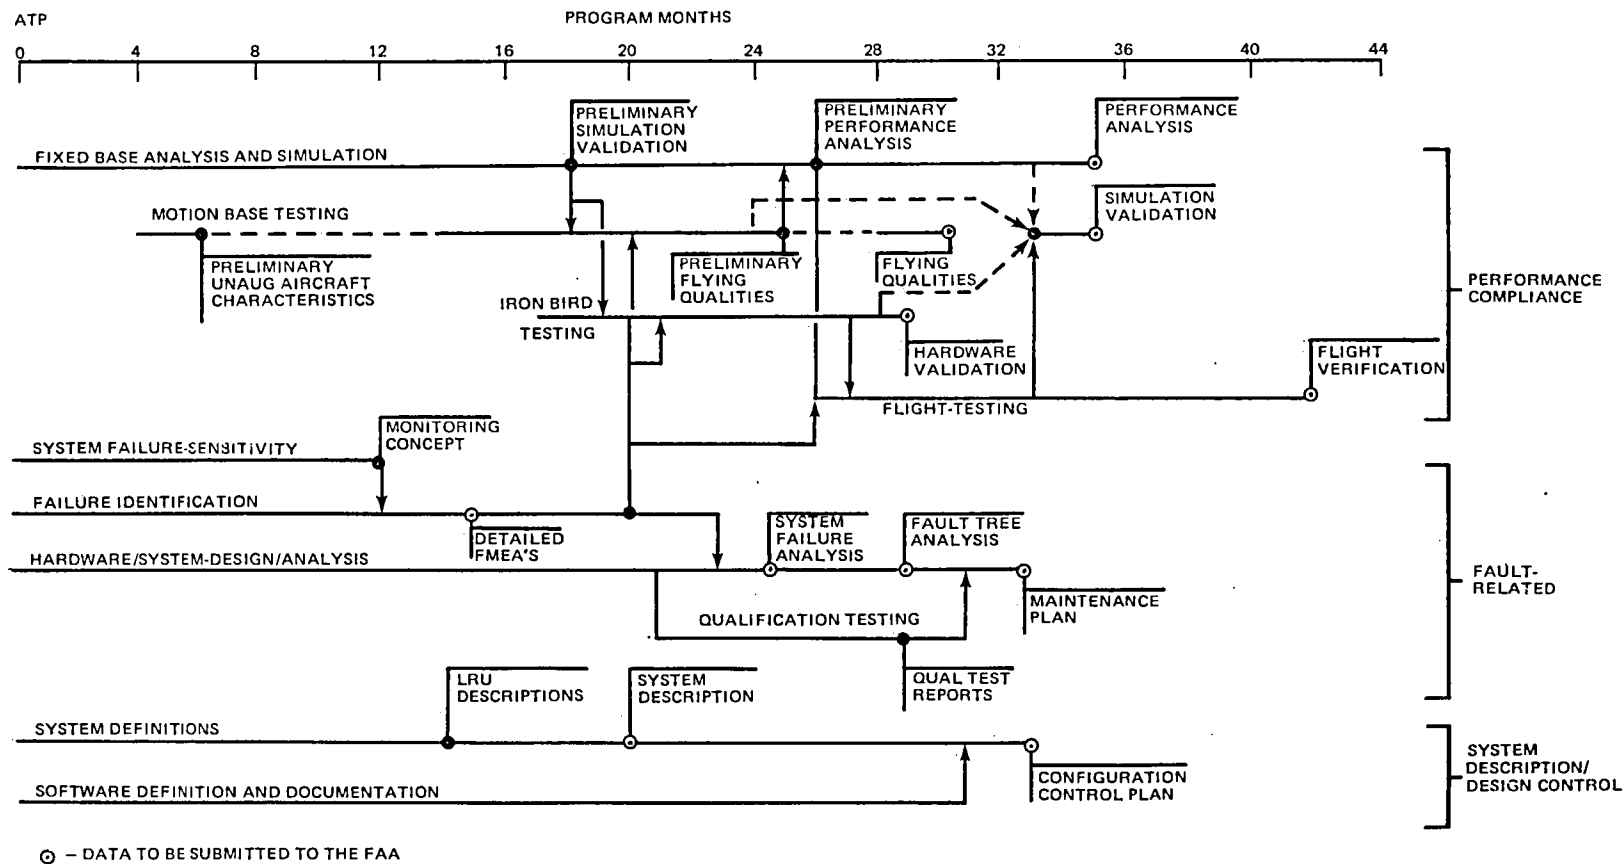 ATP
PROGRAM MONTHS
0 4 8 12 16 20 24 28 32 36 40 44
PRELIMINARY
SIMULATION
VALIDATION
PRELIMINARY
PERFORMANCE
ANALYSIS
PERFORMANCE
ANALYSIS
FIXED BASE ANALYSIS AND SIMULATION
MOTION BASE TESTING
SIMULATION
VALIDATION
PRELIMINARY
UNAUG AIRCRAFT
CHARACTERISTICS
PRELIMINARY
FLYING
QUALITIES
FLYING
QUALITIES
PERFORMANCE
COMPLIANCE
IRON BIRD
TESTING
HARDWARE
VALIDATION
FLIGHT
VERIFICATION
FLIGHT-TESTING
MONITORING
CONCEPT
SYSTEM FAILURE-SENSITIVITY
FAILURE IDENTIFICATION
DETAILED
FMEA'S
SYSTEM
FAILURE
ANALYSIS
FAULT TREE
ANALYSIS
HARDWARE/SYSTEM-DESIGN/ANALYSIS
FAULT-
RELATED
MAINTENANCE
PLAN
QUALIFICATION TESTING
QUAL TEST
REPORTS
LRU
DESCRIPTIONS
SYSTEM
DESCRIPTION
SYSTEM DEFINITIONS
SYSTEM
DESCRIPTION/
DESIGN CONTROL
CONFIGURATION
CONTROL PLAN
SOFTWARE DEFINITION AND DOCUMENTATION
– DATA TO BE SUBMITTED TO THE FAA